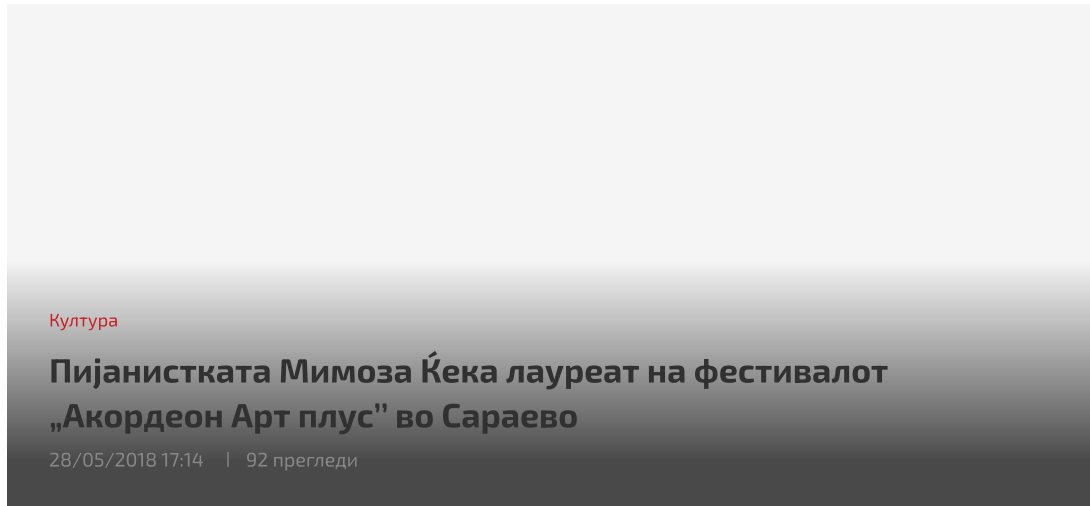 Култура
Пијанистката Мимоза Ќека лауреат на фестивалот
„Акордеон Арт плус’’ во Сараево
28/05/2018 17:14 | 92 прегледи